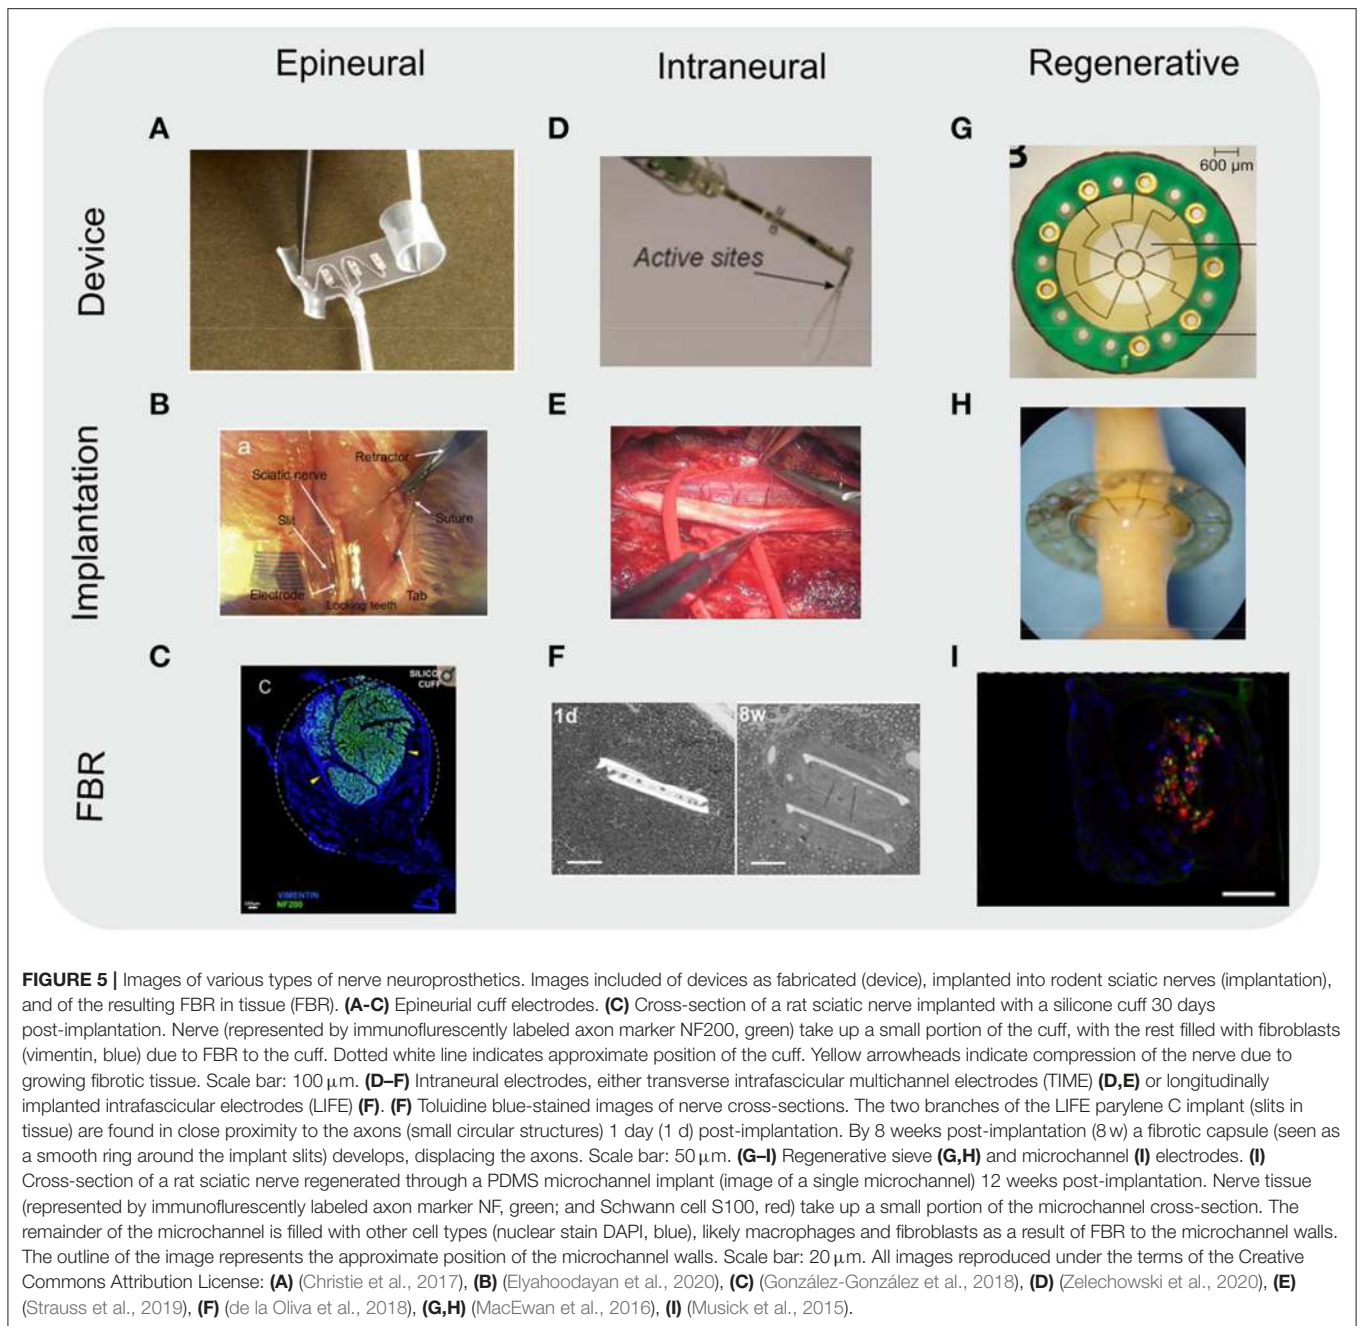 Epineural
Intraneural
Regenerative
Device
A
D
Active sites
G
B
600 µm
Implantation
B
a
Retractor
Sciatic nerve
Slit
Suture
Electrode
Locking teeth
Tab
E
H
FBR
C
C
SILICO
CUFF
VIMENTIN
NF200
F
1d
8w
I
FIGURE 5 | Images of various types of nerve neuroprosthetics. Images included of devices as fabricated (device), implanted into rodent sciatic nerves (implantation),
and of the resulting FBR in tissue (FBR). (A-C) Epineurial cuff electrodes. (C) Cross-section of a rat sciatic nerve implanted with a silicone cuff 30 days
post-implantation. Nerve (represented by immunoflurescently labeled axon marker NF200, green) take up a small portion of the cuff, with the rest filled with fibroblasts
(vimentin, blue) due to FBR to the cuff. Dotted white line indicates approximate position of the cuff. Yellow arrowheads indicate compression of the nerve due to
growing fibrotic tissue. Scale bar: 100 µm. (D–F) Intraneural electrodes, either transverse intrafascicular multichannel electrodes (TIME) (D,E) or longitudinally
implanted intrafascicular electrodes (LIFE) (F). (F) Toluidine blue-stained images of nerve cross-sections. The two branches of the LIFE parylene C implant (slits in
tissue) are found in close proximity to the axons (small circular structures) 1 day (1 d) post-implantation. By 8 weeks post-implantation (8 w) a fibrotic capsule (seen as
a smooth ring around the implant slits) develops, displacing the axons. Scale bar: 50 µm. (G–I) Regenerative sieve (G,H) and microchannel (I) electrodes. (I)
Cross-section of a rat sciatic nerve regenerated through a PDMS microchannel implant (image of a single microchannel) 12 weeks post-implantation. Nerve tissue
(represented by immunoflurescently labeled axon marker NF, green; and Schwann cell S100, red) take up a small portion of the microchannel cross-section. The
remainder of the microchannel is filled with other cell types (nuclear stain DAPI, blue), likely macrophages and fibroblasts as a result of FBR to the microchannel walls.
The outline of the image represents the approximate position of the microchannel walls. Scale bar: 20 µm. All images reproduced under the terms of the Creative
Commons Attribution License: (A) (Christie et al., 2017), (B) (Elyahoodayan et al., 2020), (C) (González-González et al., 2018), (D) (Zelechowski et al., 2020), (E)
(Strauss et al., 2019), (F) (de la Oliva et al., 2018), (G,H) (MacEwan et al., 2016), (I) (Musick et al., 2015).